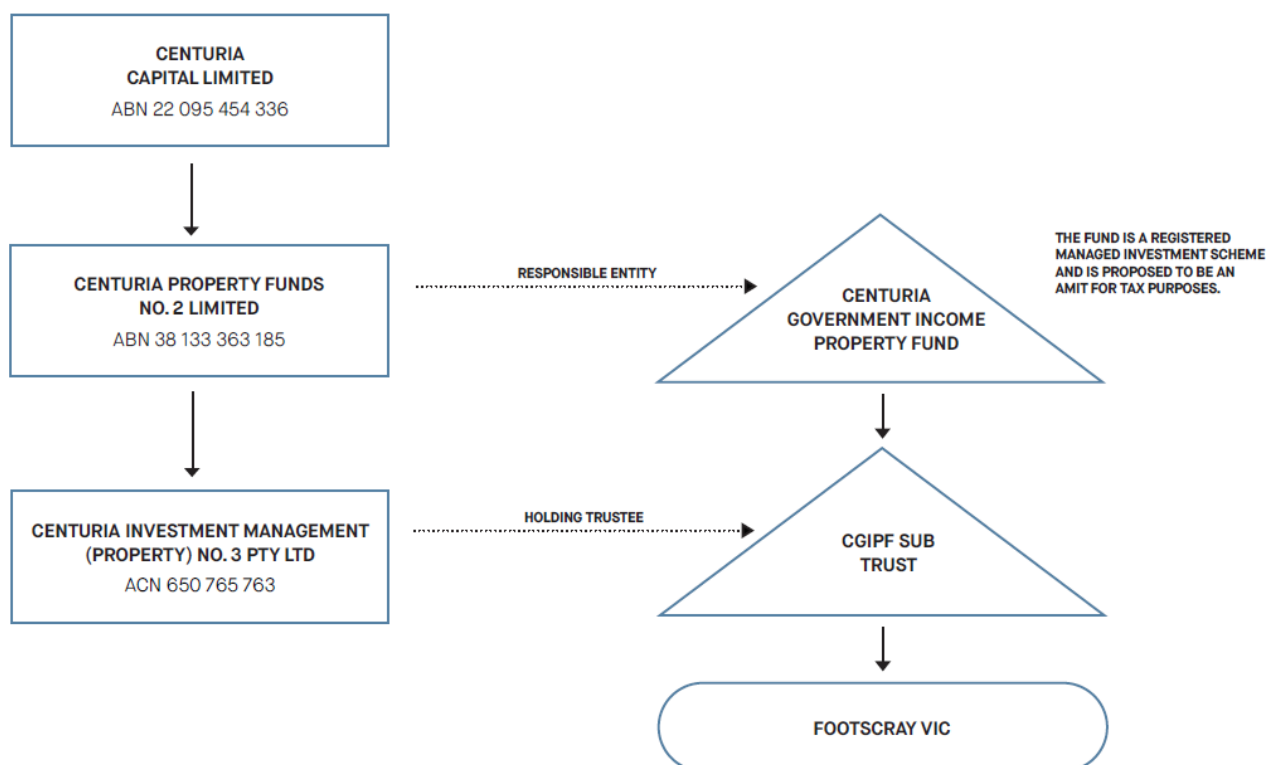 CENTURIA
CAPITAL LIMITED
ABN 22 095 454 336
CENTURIA PROPERTY FUNDS
NO. 2 LIMITED
ABN 38 133 363 185
RESPONSIBLE ENTITY
CENTURIA
GOVERNMENT INCOME
PROPERTY FUND
THE FUND IS A REGISTERED
MANAGED INVESTMENT SCHEME
AND IS PROPOSED TO BE AN
AMIT FOR TAX PURPOSES.
CENTURIA INVESTMENT MANAGEMENT
(PROPERTY) NO. 3 PTY LTD
ACN 650 765 763
HOLDING TRUSTEE
CGIPF SUB
TRUST
FOOTSCRAY VIC